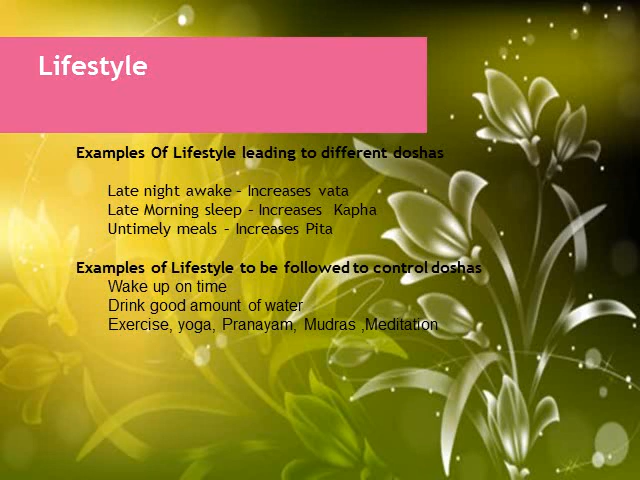 Lifestyle
Examples Of Lifestyle leading to different doshas
Late night awake – Increases vata
Late Morning sleep – Increases Kapha
Untimely meals – Increases Pita
Examples of Lifestyle to be followed to control doshas
Wake up on time
Drink good amount of water
Exercise, yoga, Pranayam, Mudras ,Meditation